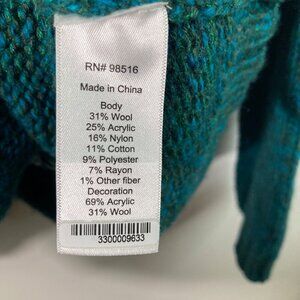 RN# 98516
Made in China
Body
31% Wool
25% Acrylic
16% Nylon
11% Cotton
9% Polyester
7% Rayon
1% Other fiber
Decoration
69% Acrylic
31% Wool
3300009633